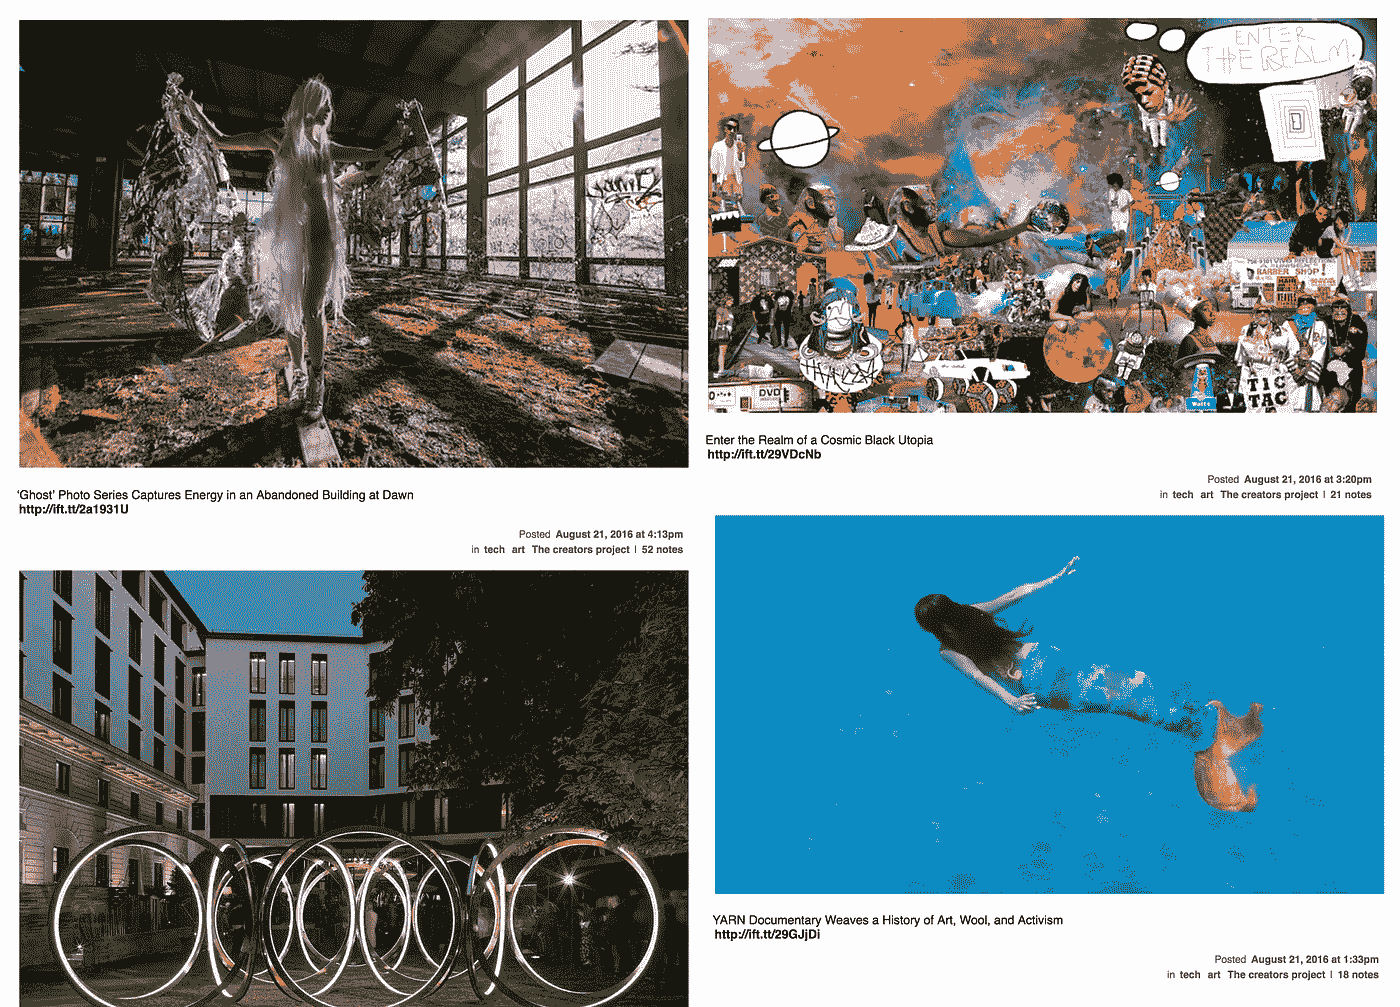 ENTER
THE REALM.
BARBER SHOP!
DVD
TIC
TAC
Watts
'Ghost' Photo Series Captures Energy in an Abandoned Building at Dawn
http://ift.tt/2a1931U
Posted August 21, 2016 at 4:13pm
in tech art The creators project | 52 notes
Enter the Realm of a Cosmic Black Utopia
http://ift.tt/29VDcNb
Posted August 21, 2016 at 3:20pm
in tech art The creators project | 21 notes
YARN Documentary Weaves a History of Art, Wool, and Activism
http://ift.tt/29GJjDi
Posted August 21, 2016 at 1:33pm
in tech art The creators project | 18 notes